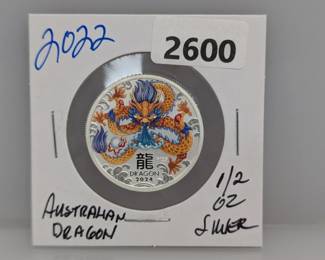 2022
2600
龍
DRAGON
2024
AUSTRALIAN
DRAGON
1/2
OZ
SILVER